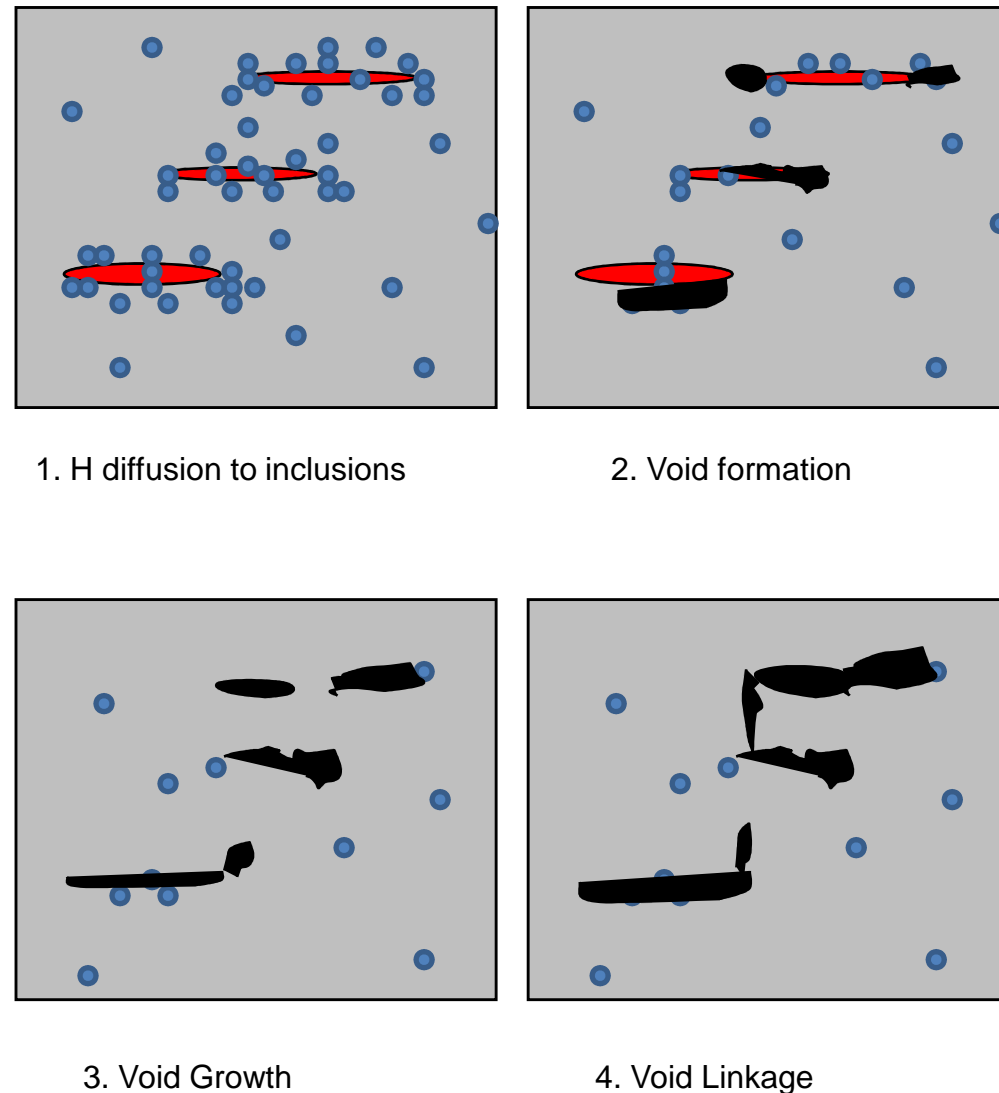 1. H diffusion to inclusions
2. Void formation
3. Void Growth
4. Void Linkage